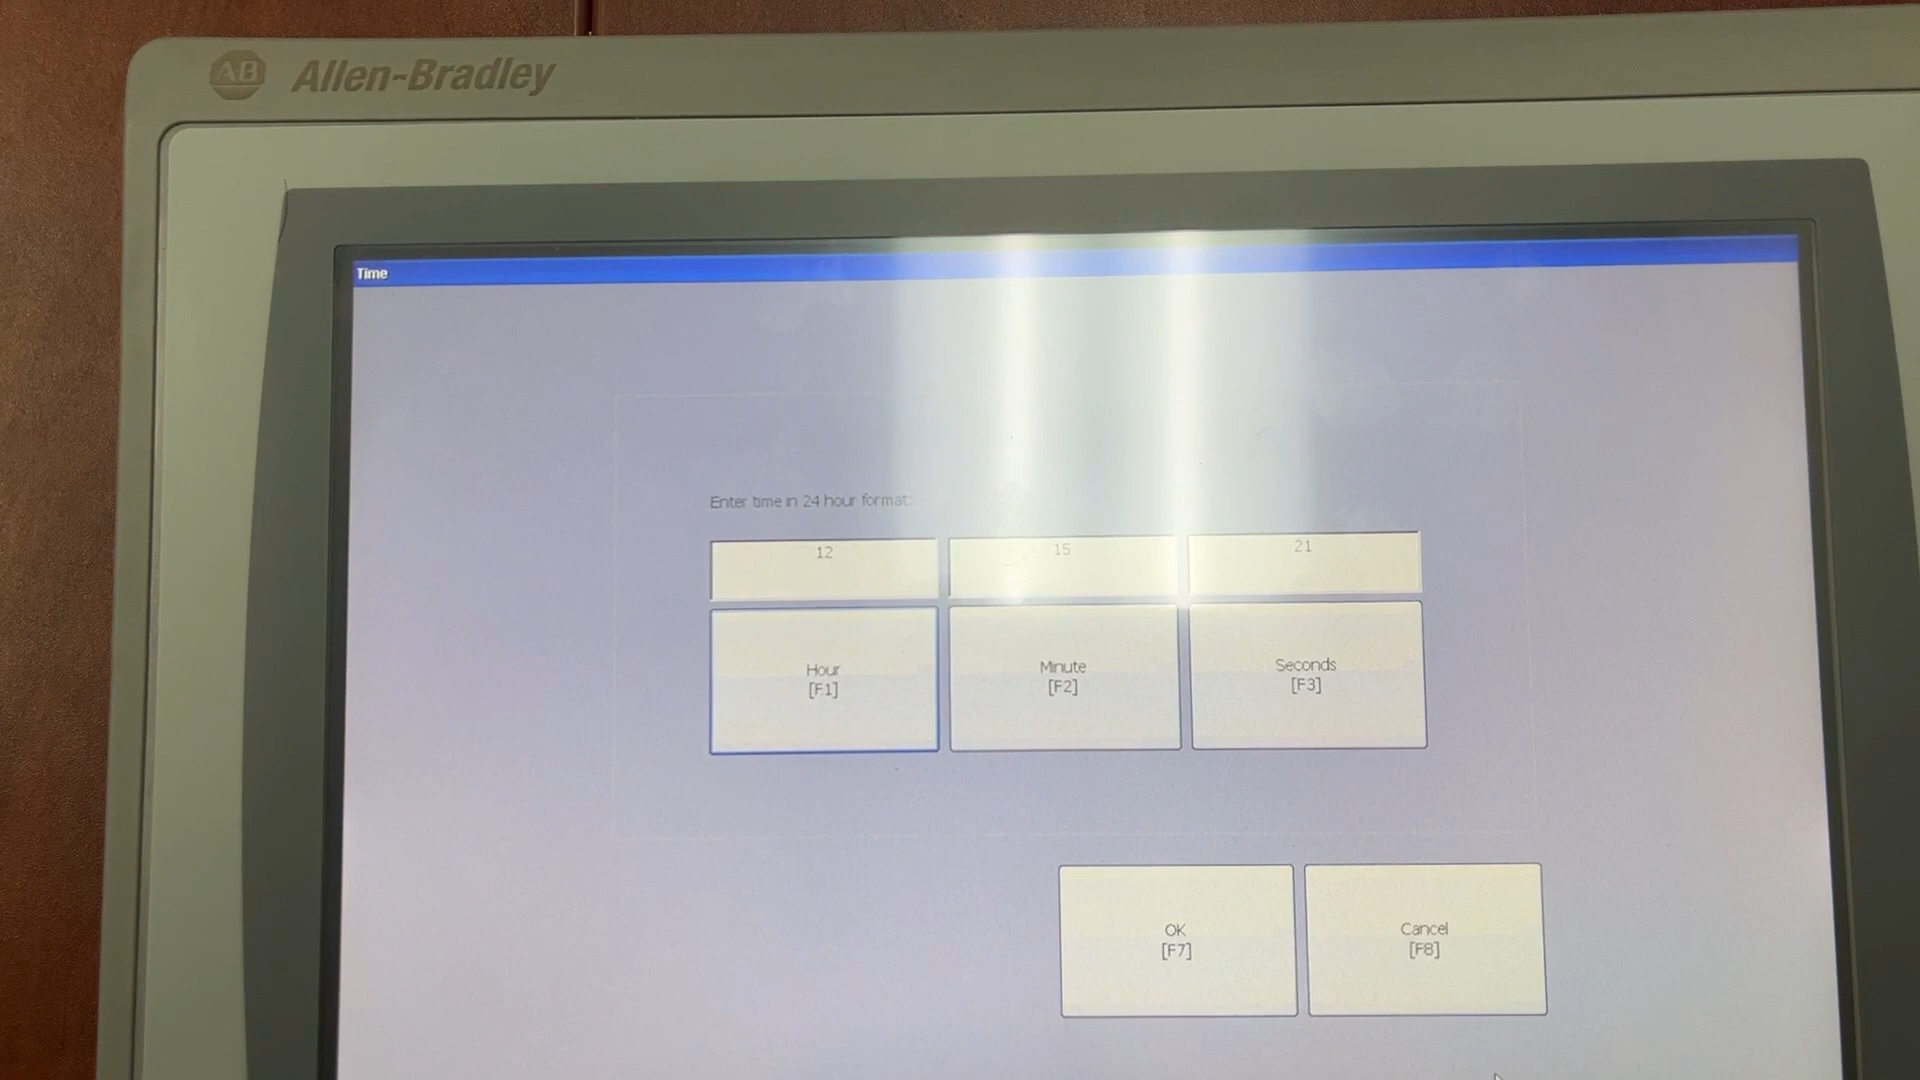 AB Allen-Bradley
Time
Enter time in 24 hour format:
12 15 21
Hour Minute Seconds
[F1] [F2] [F3]
OK Cancel
[F7] [F8]